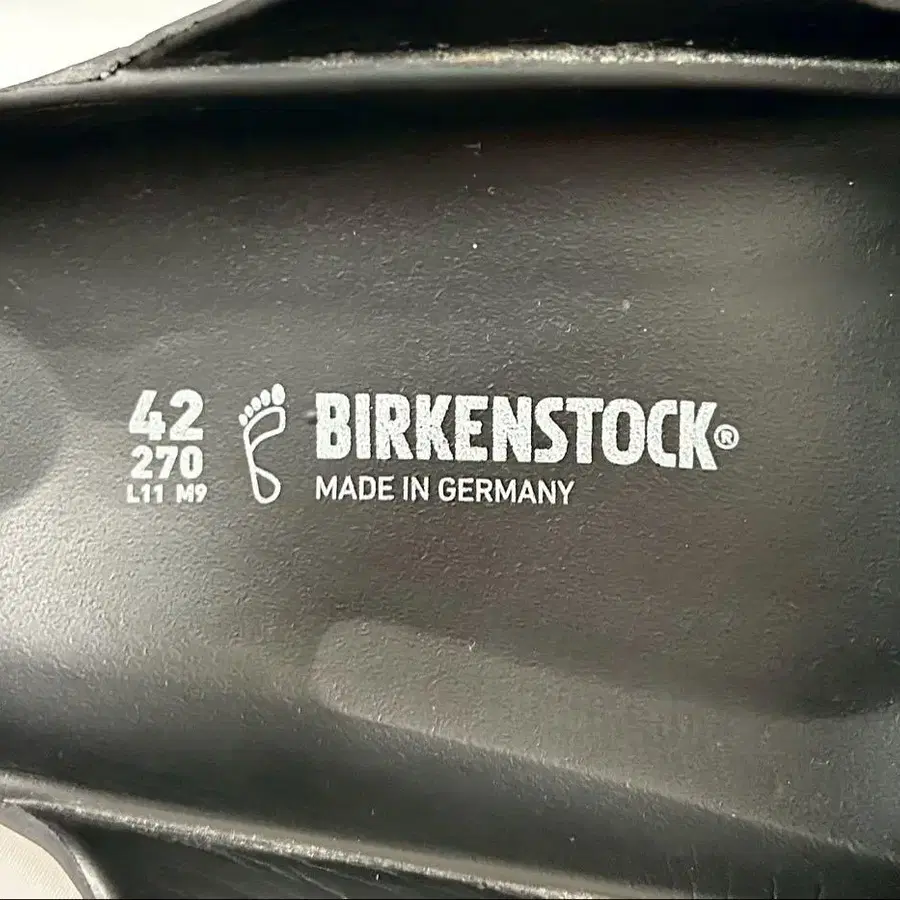 42
270
L11 M9
BIRKENSTOCK®
MADE IN GERMANY